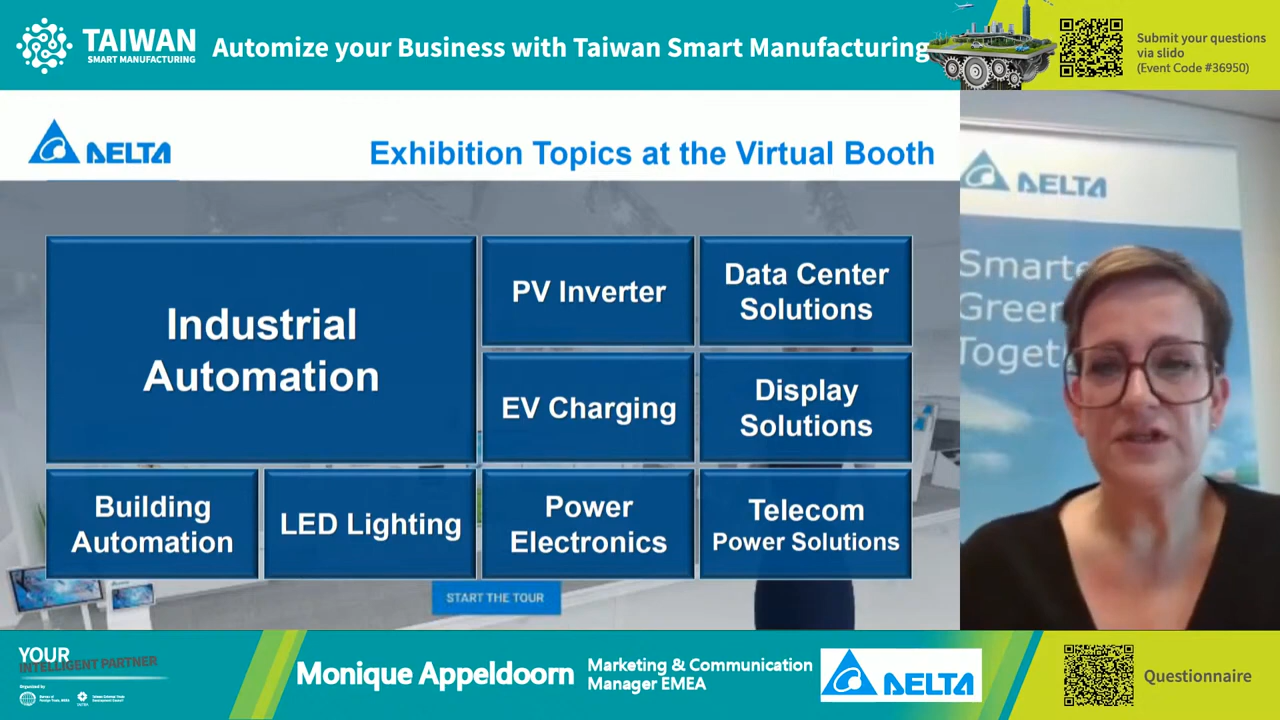 TAIWAN
SMART MANUFACTURING
Automize your Business with Taiwan Smart Manufacturing
Submit your questions
via slido
(Event Code #36950)
DELTA
Exhibition Topics at the Virtual Booth
Industrial
Automation
PV Inverter
Data Center
Solutions
EV Charging
Display
Solutions
Building
Automation
LED Lighting
Power
Electronics
Telecom
Power Solutions
START THE TOUR
DELTA
Smarte
Green
Toget
YOUR
INTELLIGENT PARTNER
Organized by
Monique Appeldoorn
Marketing & Communication
Manager EMEA
DELTA
Questionnaire